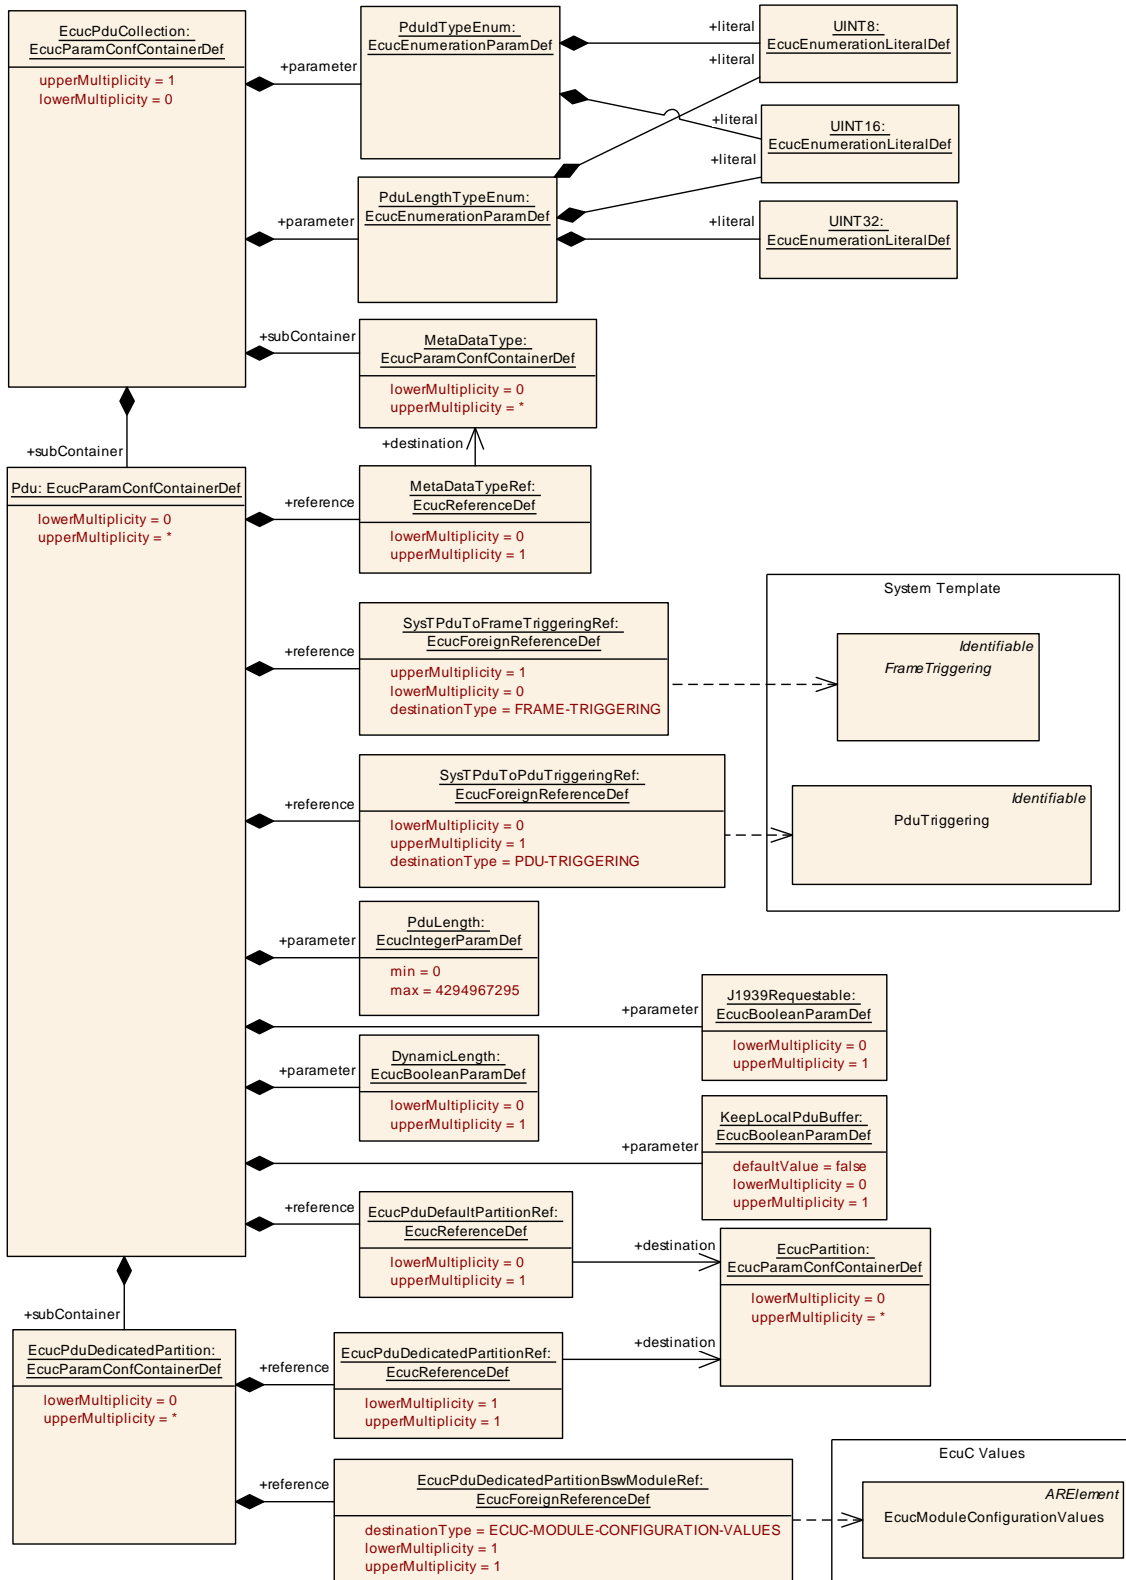 EcucPduCollection:
EcucParamConfContainerDef
upperMultiplicity = 1
lowerMultiplicity = 0
+parameter
PduIdTypeEnum:
EcucEnumerationParamDef
+literal
+literal
UINT8:
EcucEnumerationLiteralDef
+literal
+literal
UINT16:
EcucEnumerationLiteralDef
+parameter
PduLengthTypeEnum:
EcucEnumerationParamDef
+literal
UINT32:
EcucEnumerationLiteralDef
+subContainer
MetaDataType:
EcucParamConfContainerDef
lowerMultiplicity = 0
upperMultiplicity = *
+destination
+subContainer
Pdu: EcucParamConfContainerDef
lowerMultiplicity = 0
upperMultiplicity = *
+reference
MetaDataTypeRef:
EcucReferenceDef
lowerMultiplicity = 0
upperMultiplicity = 1
System Template
+reference
SysTPduToFrameTriggeringRef:
EcucForeignReferenceDef
upperMultiplicity = 1
lowerMultiplicity = 0
destinationType = FRAME-TRIGGERING
Identifiable
FrameTriggering
+reference
SysTPduToPduTriggeringRef:
EcucForeignReferenceDef
lowerMultiplicity = 0
upperMultiplicity = 1
destinationType = PDU-TRIGGERING
Identifiable
PduTriggering
+parameter
PduLength:
EcucIntegerParamDef
min = 0
max = 4294967295
+parameter
J1939Requestable:
EcucBooleanParamDef
lowerMultiplicity = 0
upperMultiplicity = 1
+parameter
DynamicLength:
EcucBooleanParamDef
lowerMultiplicity = 0
upperMultiplicity = 1
+parameter
KeepLocalPduBuffer:
EcucBooleanParamDef
defaultValue = false
lowerMultiplicity = 0
upperMultiplicity = 1
+reference
EcucPduDefaultPartitionRef:
EcucReferenceDef
lowerMultiplicity = 0
upperMultiplicity = 1
+destination
EcucPartition:
EcucParamConfContainerDef
lowerMultiplicity = 0
upperMultiplicity = *
+subContainer
EcucPduDedicatedPartition:
EcucParamConfContainerDef
lowerMultiplicity = 0
upperMultiplicity = *
+reference
EcucPduDedicatedPartitionRef:
EcucReferenceDef
lowerMultiplicity = 1
upperMultiplicity = 1
+destination
+reference
EcucPduDedicatedPartitionBswModuleRef:
EcucForeignReferenceDef
destinationType = ECUC-MODULE-CONFIGURATION-VALUES
lowerMultiplicity = 1
upperMultiplicity = 1
EcuC Values
ARElement
EcucModuleConfigurationValues